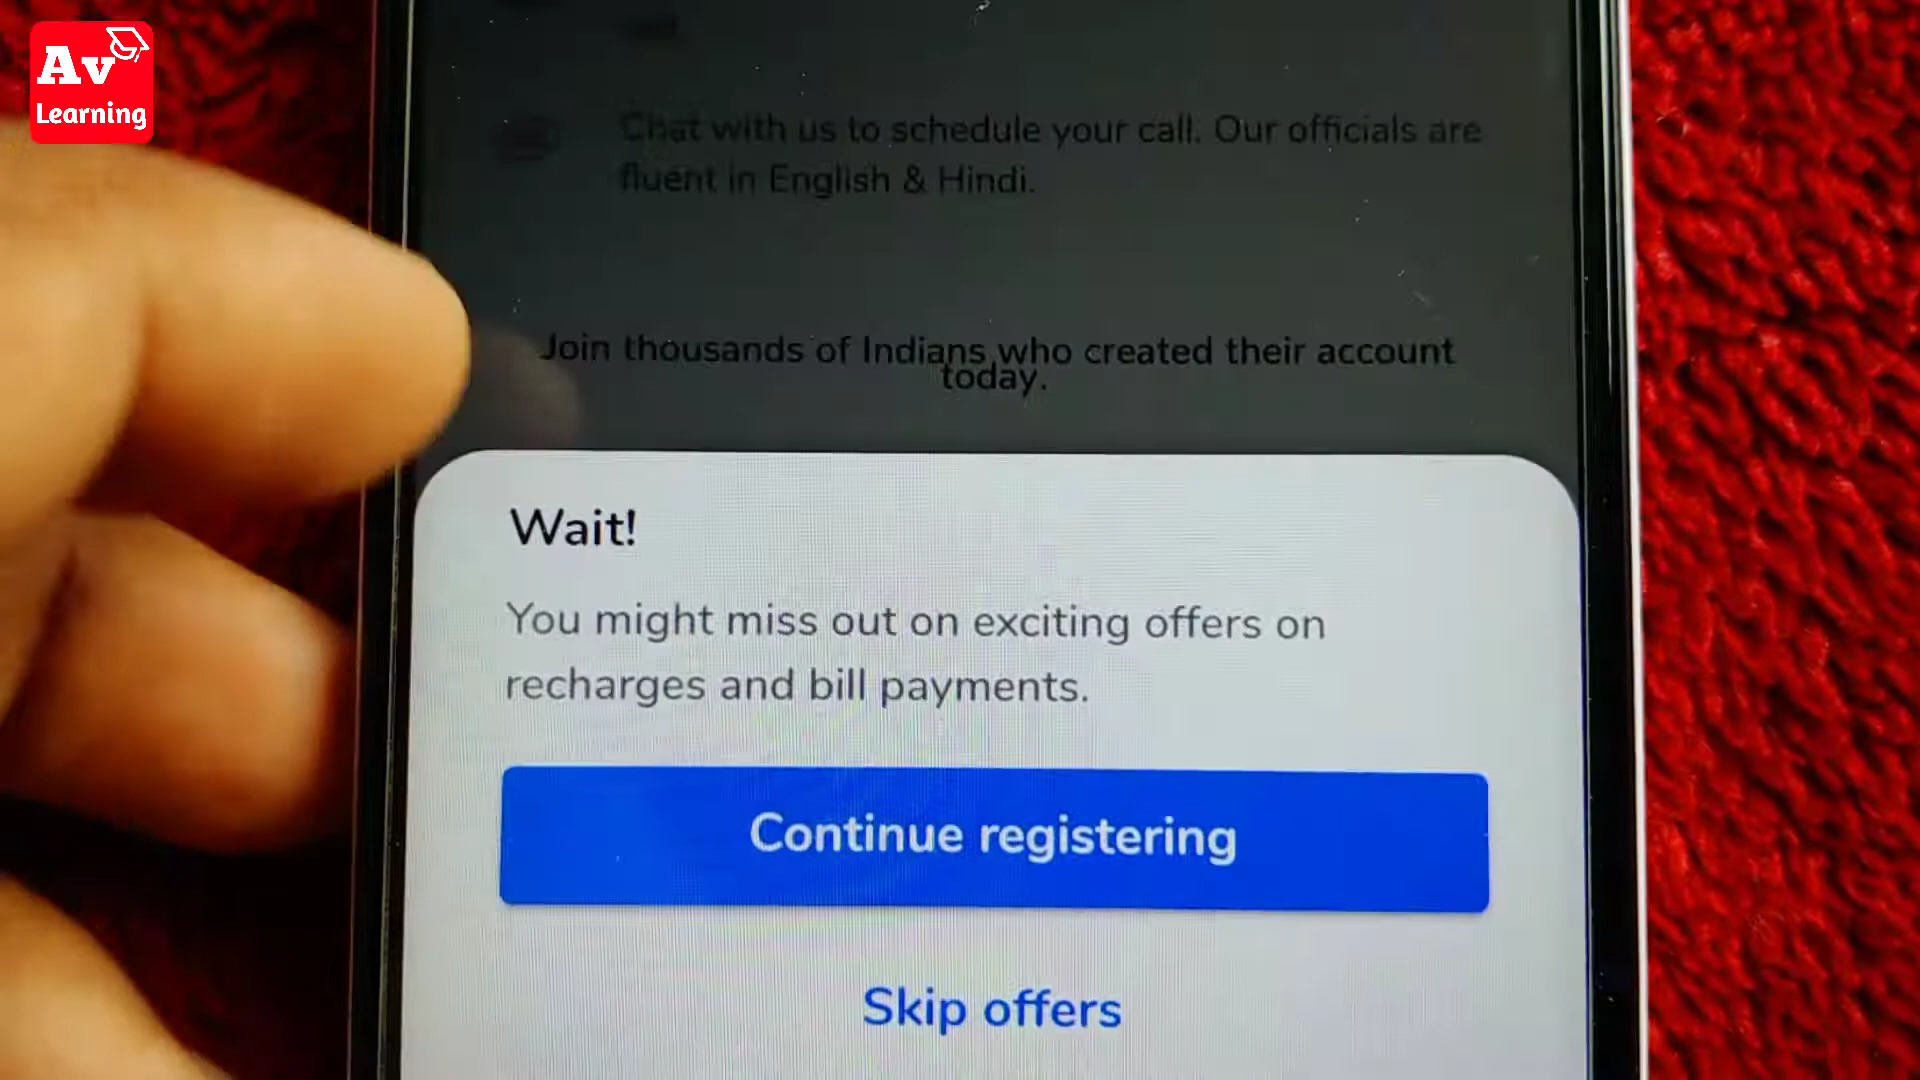 Av
Learning
Chat with us to schedule your call. Our officials are
fluent in English & Hindi.
Join thousands of Indians who created their account
today.
Wait!
You might miss out on exciting offers on
recharges and bill payments.
Continue registering
Skip offers